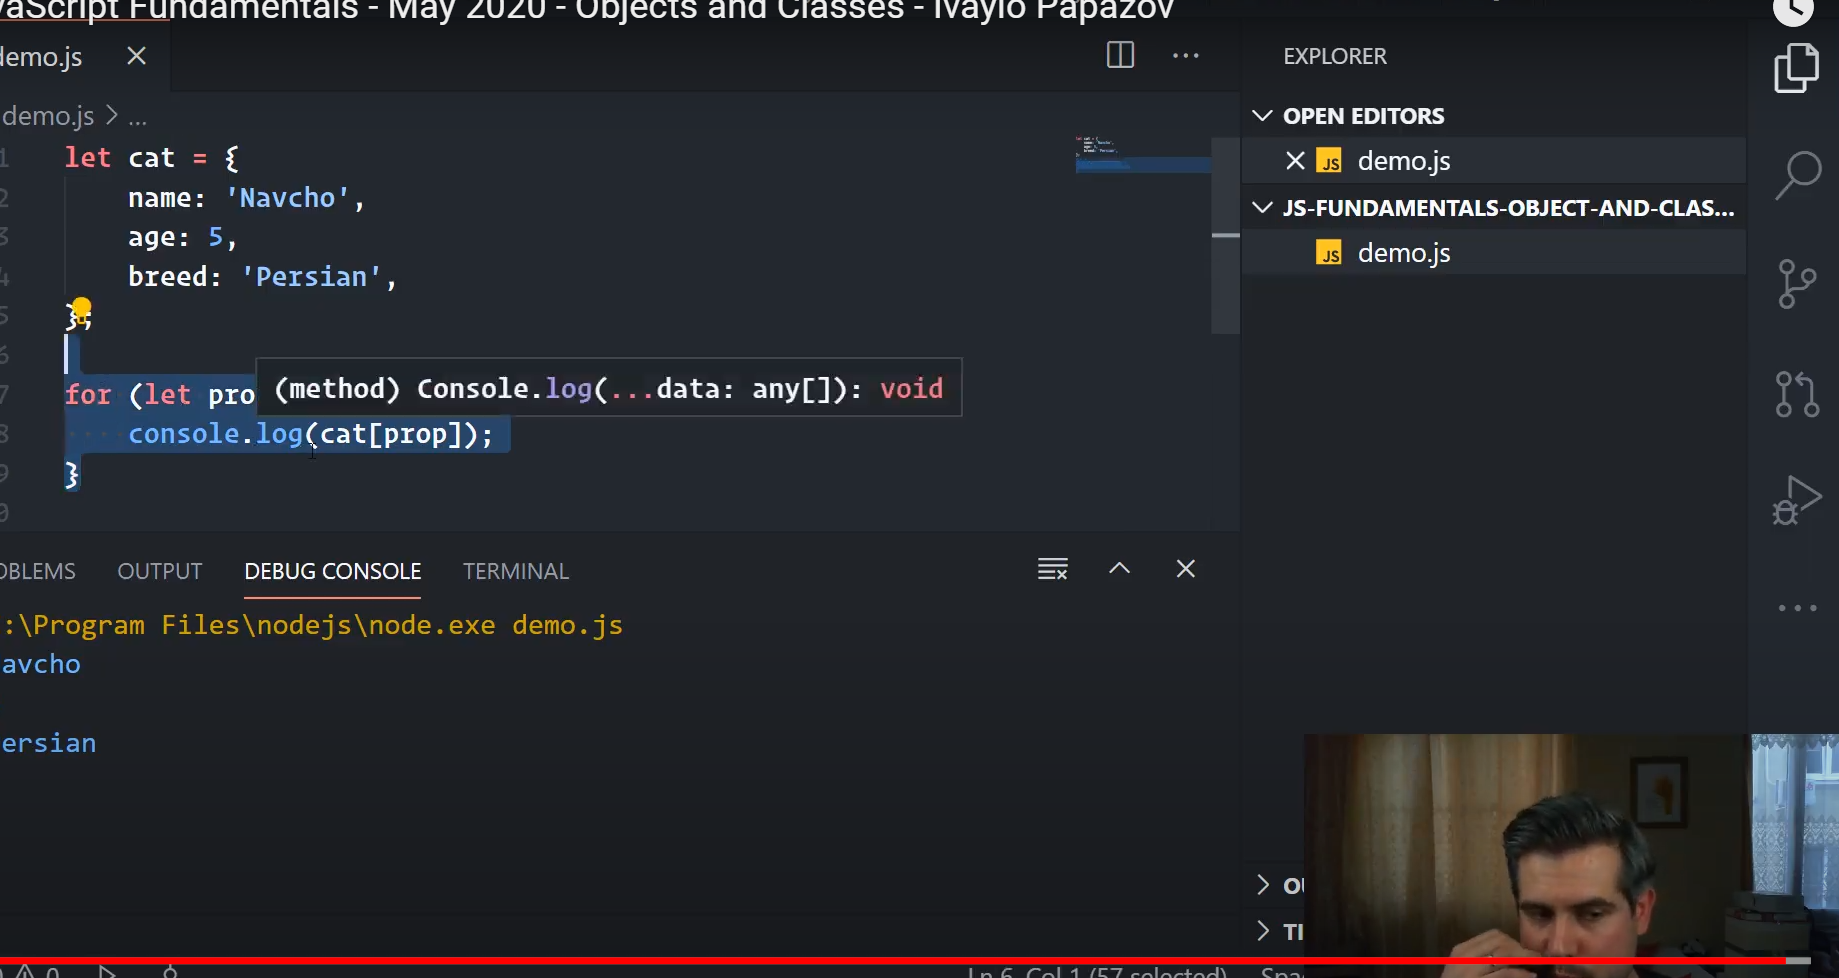 vaScript Fundamentals - May 2020 - Objects and Classes - Ivaylo Papazov
demo.js
EXPLORER
demo.js > ...
OPEN EDITORS
JS demo.js
JS-FUNDAMENTALS-OBJECT-AND-CLAS...
JS demo.js
1 let cat = {
2 name: 'Navcho',
3 age: 5,
4 breed: 'Persian',
5 };
6
7 for (let pro
(method) Console.log(...data: any[]): void
8 console.log(cat[prop]);
9 }
0
OBLEMS OUTPUT DEBUG CONSOLE TERMINAL
:\Program Files\nodejs\node.exe demo.js
avcho
ersian
OU
TI
0
Ln 6, Col 1 (57 selected) Spa